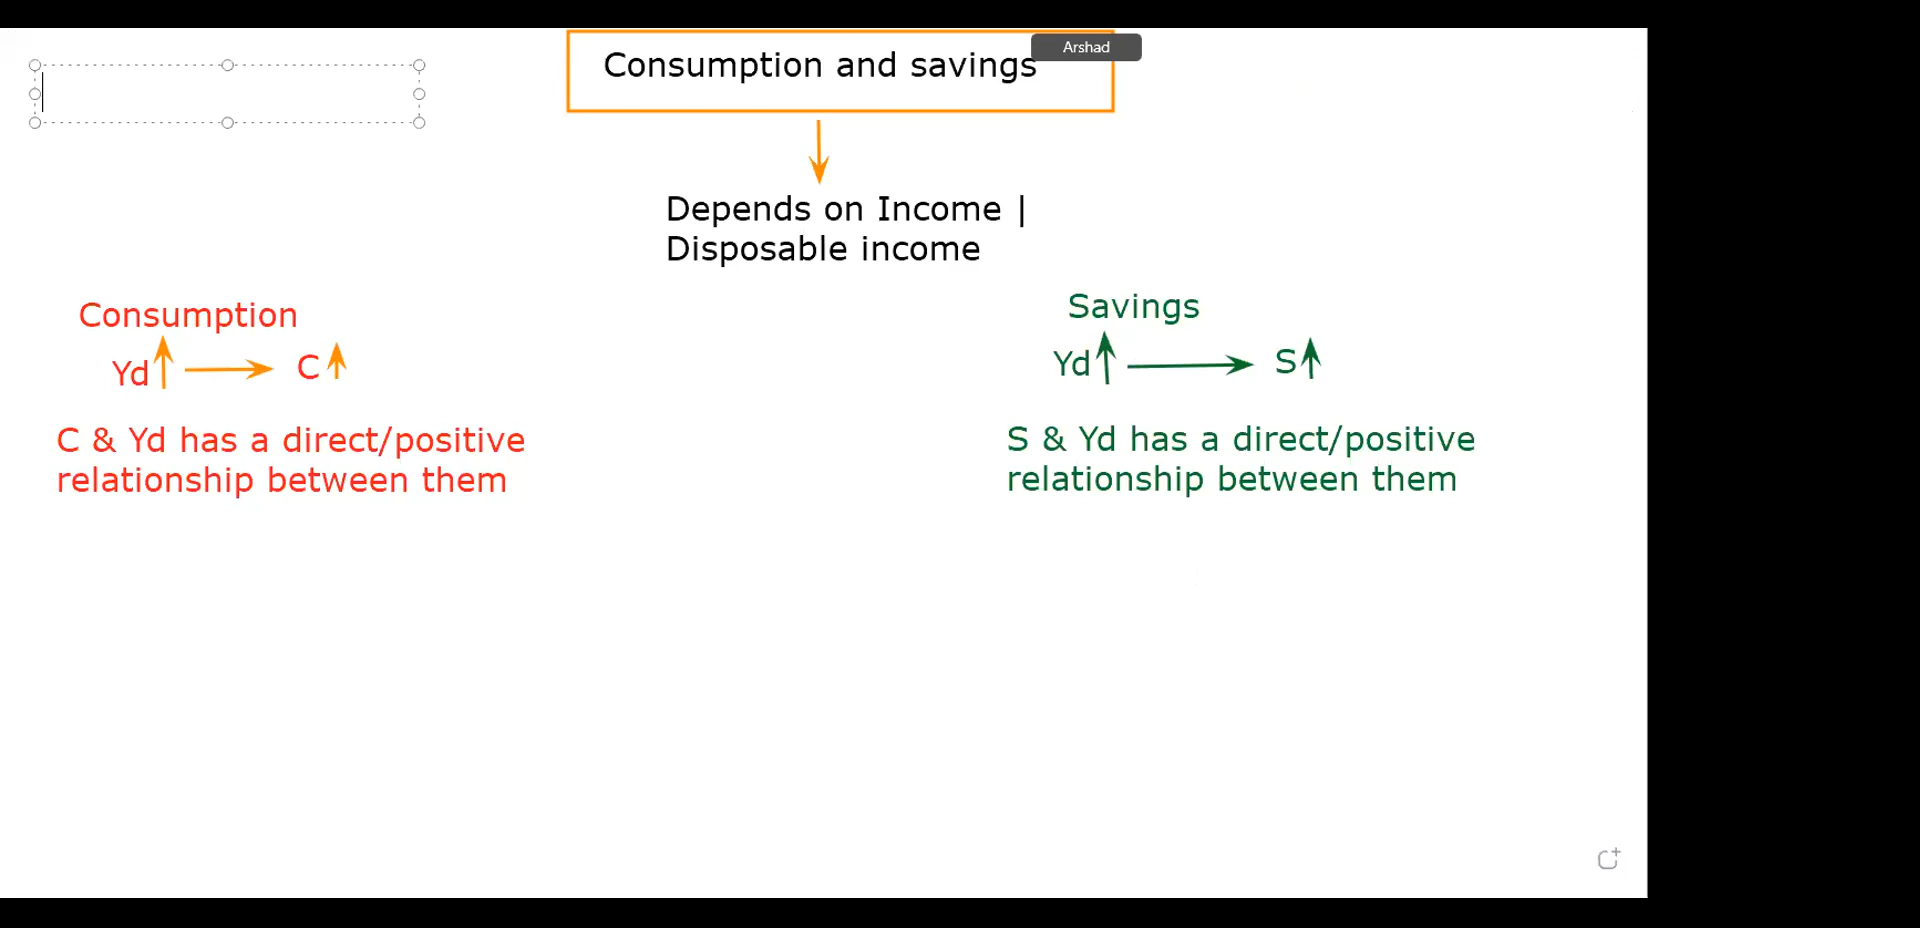 Arshad
Consumption and savings
Depends on Income |
Disposable income
Consumption
Yd → C
C & Yd has a direct/positive
relationship between them
Savings
Yd → S
S & Yd has a direct/positive
relationship between them